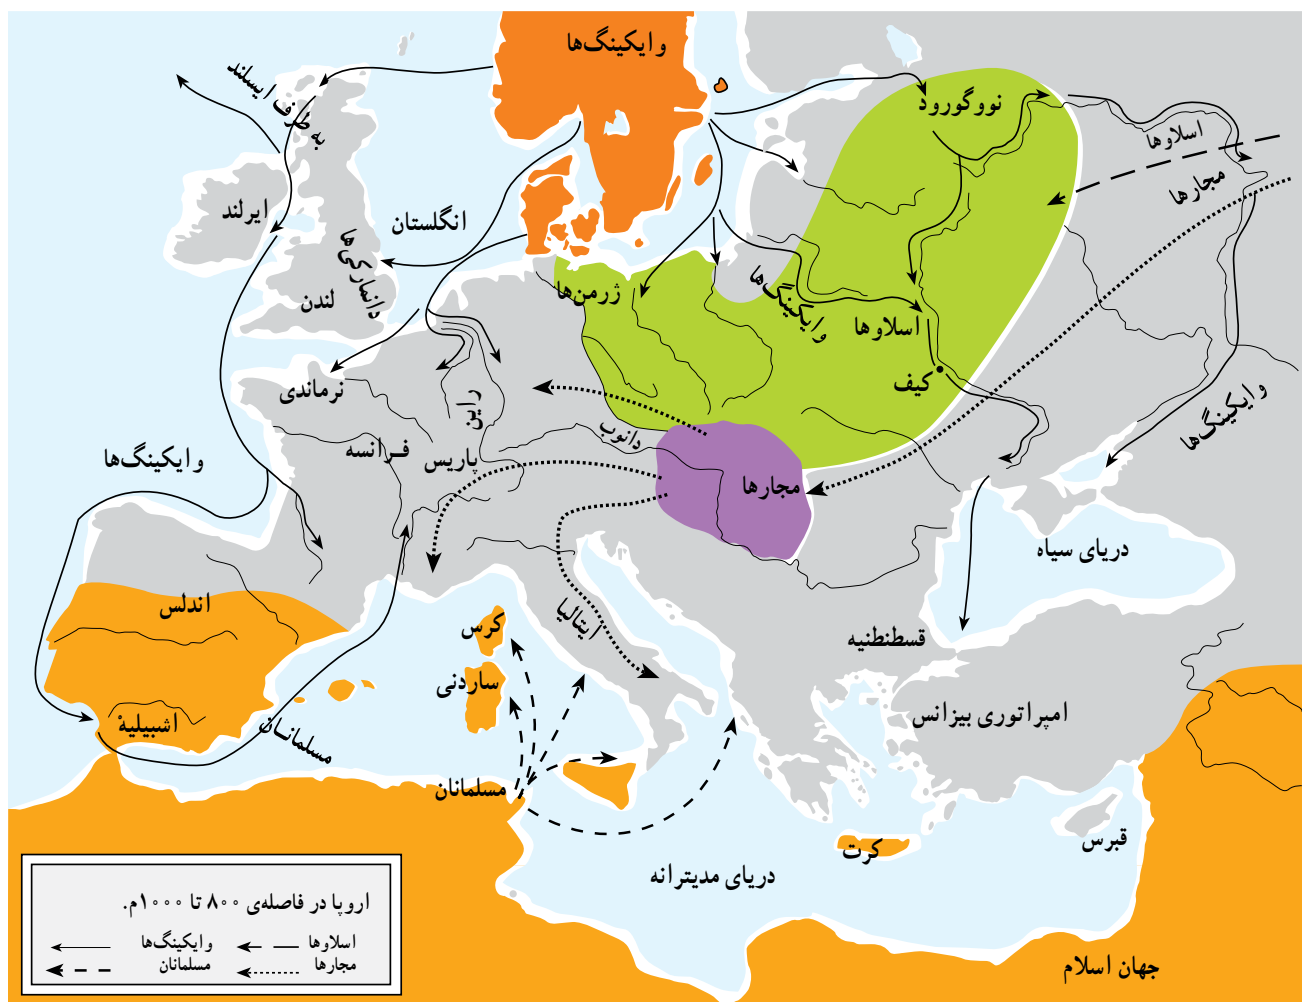 وایکینگ‌ها
به طرف ایسلند
نووگورود
اسلاوها
مجارها
ایرلند
انگلستان
دانمارکی‌ها
لندن
ژرمن‌ها
وایکینگ‌ها
اسلاوها
کیف
نرماندی
راین
وایکینگ‌ها
دانوب
فرانسه
پاریس
وایکینگ‌ها
مجارها
دریای سیاه
اندلس
ایتالیا
کرس
قسطنطنیه
ساردنی
امپراتوری بیزانس
اشبیلیهْ
مسلمانان
مسلمانان
قبرس
کرت
دریای مدیترانه
جهان اسلام
اروپا در فاصله‌ی ۸۰۰ تا ۱۰۰۰م.
اسلاوها
وایکینگ‌ها
مجارها
مسلمانان